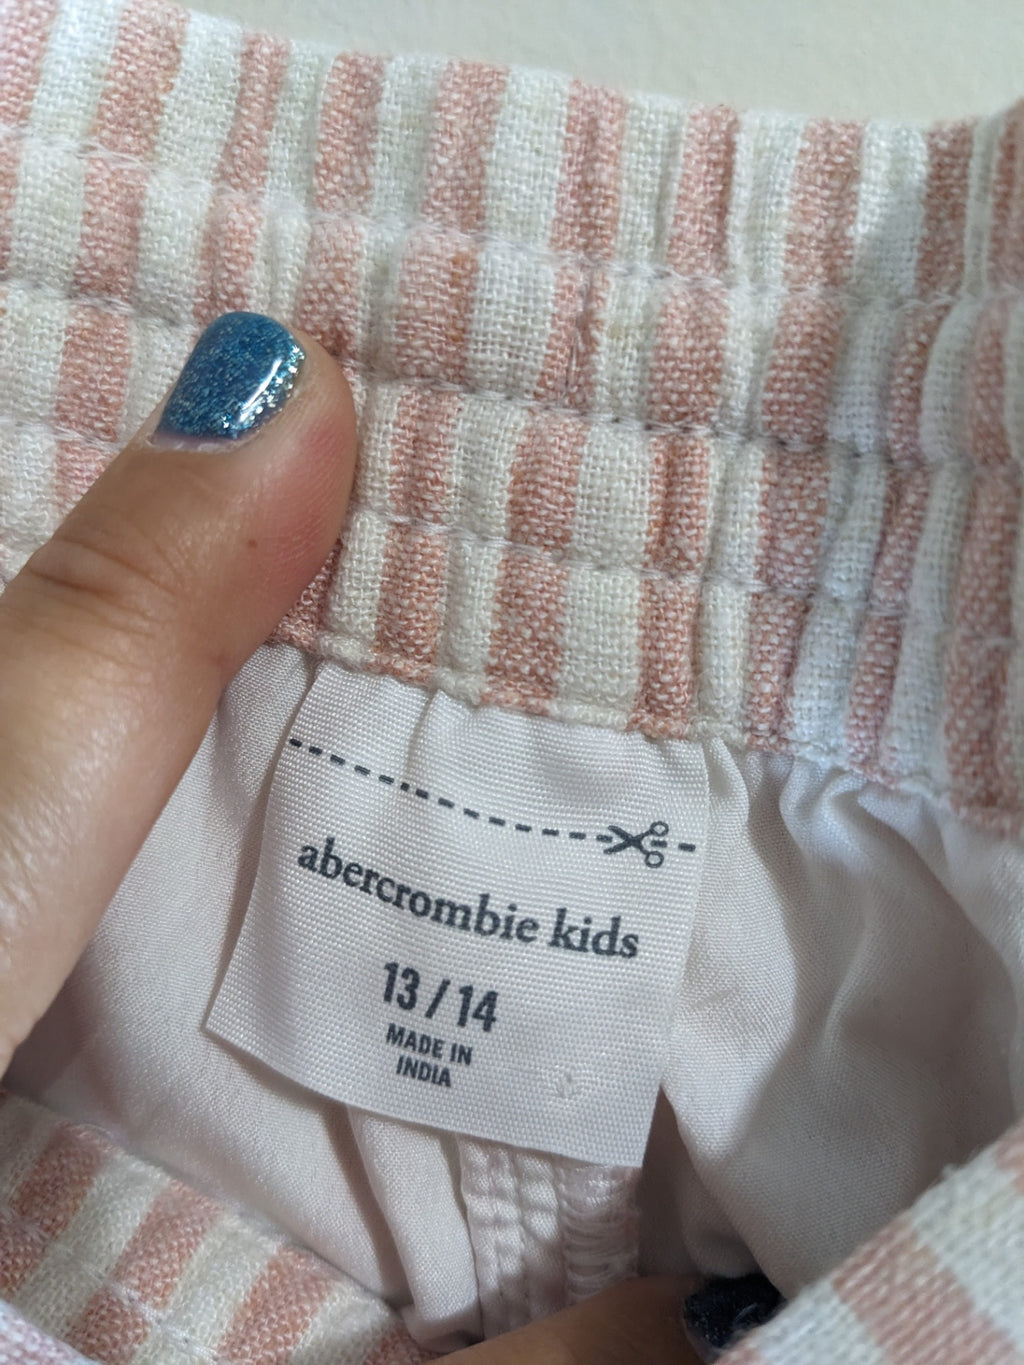 abercrombie kids
13 / 14
MADE IN
INDIA